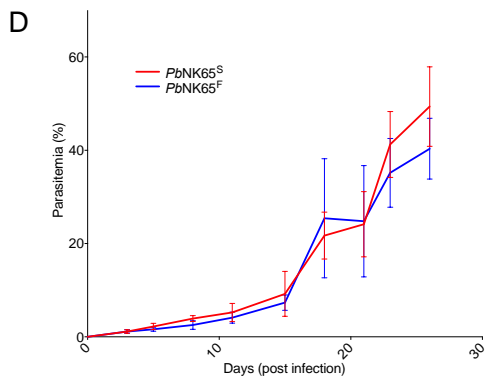 D
60
PbNK65S
PbNK65F
40
Parasitemia (%)
20
0
0
10
20
30
Days (post infection)